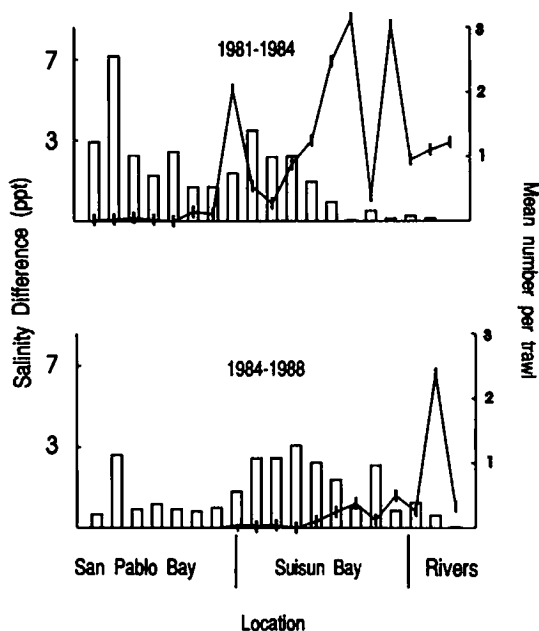 1981-1984
7
3
3
2
1
Salinity Difference (ppt)
Mean number per trawl
1984-1988
7
3
3
2
1
San Pablo Bay
Suisun Bay
Rivers
Location